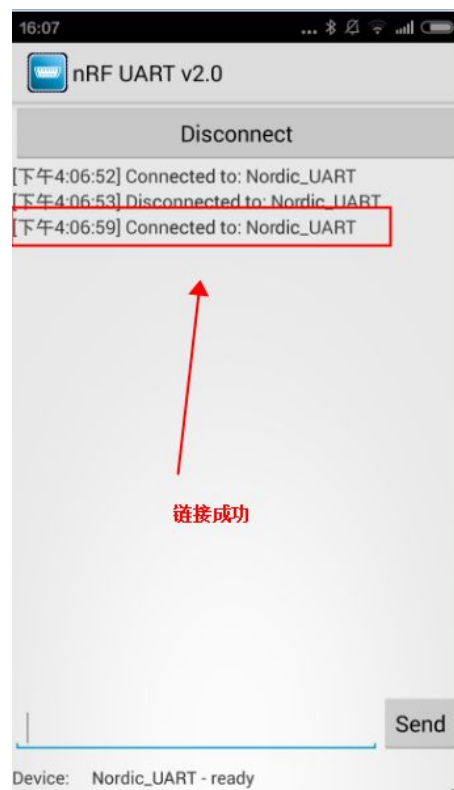 16:07
nRF UART v2.0
Disconnect
[下午4:06:52] Connected to: Nordic_UART
[下午4:06:53] Disconnected to: Nordic_UART
[下午4:06:59] Connected to: Nordic_UART
链接成功
Send
Device: Nordic_UART - ready